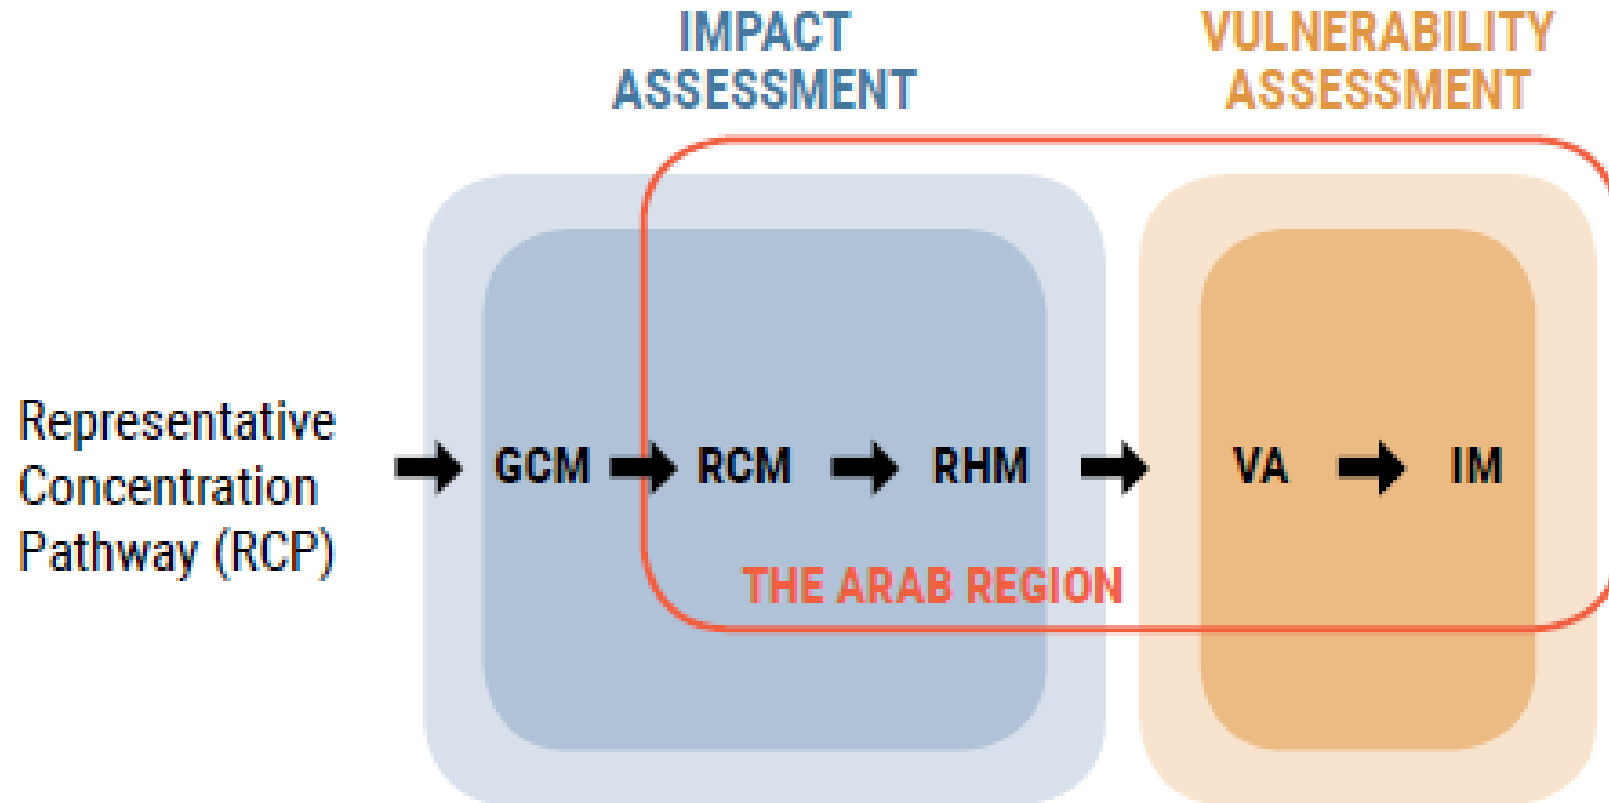 IMPACT
ASSESSMENT
VULNERABILITY
ASSESSMENT
Representative
Concentration
Pathway (RCP)
GCM
RCM
RHM
VA
IM
THE ARAB REGION